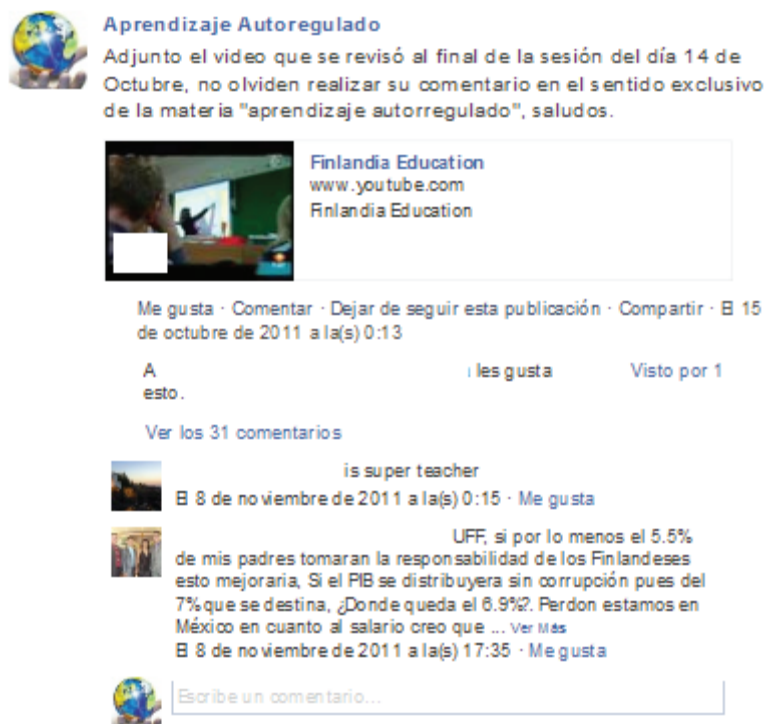 Aprendizaje Autoregulado
Adjunto el video que se revisó al final de la sesión del día 14 de
Octubre, no olviden realizar su comentario en el sentido exclusivo
de la materia "aprendizaje autorregulado", saludos.
Finlandia Education
www.youtube.com
Finlandia Education
Me gusta · Comentar · Dejar de seguir esta publicación · Compartir · El 15
de octubre de 2011 a la(s) 0:13
A les gusta Visto por 1
esto.
Ver los 31 comentarios
is super teacher
El 8 de noviembre de 2011 a la(s) 0:15 · Me gusta
UFF, si por lo menos el 5.5%
de mis padres tomaran la responsabilidad de los Finlandeses
esto mejoraria, Si el PIB se distribuyera sin corrupción pues del
7% que se destina, ¿Donde queda el 6.9%?. Perdon estamos en
México en cuanto al salario creo que ... Ver Más
El 8 de noviembre de 2011 a la(s) 17:35 · Me gusta
Escribe un comentario...